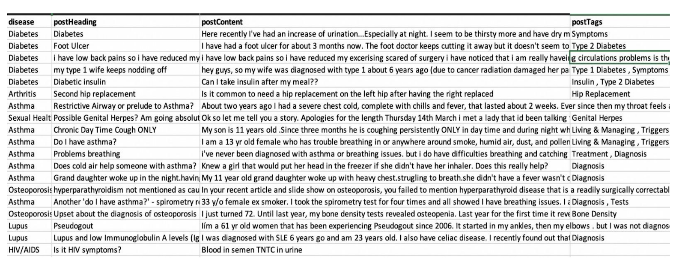 disease postHeading postContent postTags
Diabetes Diabetes Here recently I've had an increase of urination...Especially at night. I seem to be thirsty more and have dry m Symptoms
Diabetes Foot Ulcer I have had a foot ulcer for about 3 months now. The foot doctor keeps cutting it away but it doesn't seem to Type 2 Diabetes
Diabetes i have low back pains so i have reduced my i have low back pains so i have reduced my excerising scared of surgery i have noticed that i am really havei g circulations problems is th
Diabetes my type 1 wife keeps nodding off hey guys, so my wife was diagnosed with type 1 about 6 years ago (due to cancer radiation damaged her pa Type 1 Diabetes , Symptoms
Diabetes Diabetic insulin Can I take insulin after my meal?? Insulin , Type 2 Diabetes
Arthritis Second hip replacement Is it common to need a hip replacement on the left hip after having the right replaced Hip Replacement
Asthma Restrictive Airway or prelude to Asthma? About two years ago I had a severe chest cold, complete with chills and fever, that lasted about 2 weeks. Ever since then my throat feels
Sexual Healt Possible Genital Herpes? Am going absolut Ok so let me tell you a story. Apologies for the length Thursday 14th March i met a lady that id been talking Genital Herpes
Asthma Chronic Day Time Cough ONLY My son is 11 years old .Since three months he is coughing persistently ONLY in day time and during night wh Living & Managing , Triggers
Asthma Do I have asthma? I am a 13 yr old female who has trouble breathing in or anywhere around smoke, humid air, dust, and pollen Living & Managing , Triggers
Asthma Problems breathing I've never been diagnosed with asthma or breathing issues. but i do have difficulties breathing and catching Treatment , Diagnosis
Asthma Does cold air help someone with asthma? Knew a girl that would put her head in the freezer if she didn't have her inhaler. Does this really help? Diagnosis
Asthma Grand daughter woke up in the night.havin My 11 year old grand daughter woke up with heavy chest.strugling to breath.she didn't have a fever wasn't c Diagnosis
Osteoporosis hyperparathyroidism not mentioned as cau In your recent article and slide show on osteoporosis, you failed to mention hyperparathyroid disease that is a readily surgically correctabl
Asthma Another 'do I have asthma?' - spirometry r 33 y/o female ex smoker. I took the spirometry test for four times and all showed I have breathing issues. I Diagnosis , Tests
Osteoporosis Upset about the diagnosis of osteoporosis I just turned 72. Until last year, my bone density tests revealed osteopenia. Last year for the first time it reve Bone Density
Lupus Pseudogout Iím a 61 yr old women that has been experiencing Pseudogout since 2006. It started in my ankles, then my elbows . but I was not diagnos
Lupus Lupus and low Immunoglobulin A levels (Ig I was diagnosed with SLE 6 years go and am 23 years old. I also have celiac disease. I recently found out that Diagnosis
HIV/AIDS Is it HIV symptoms? Blood in semen TNTC in urine